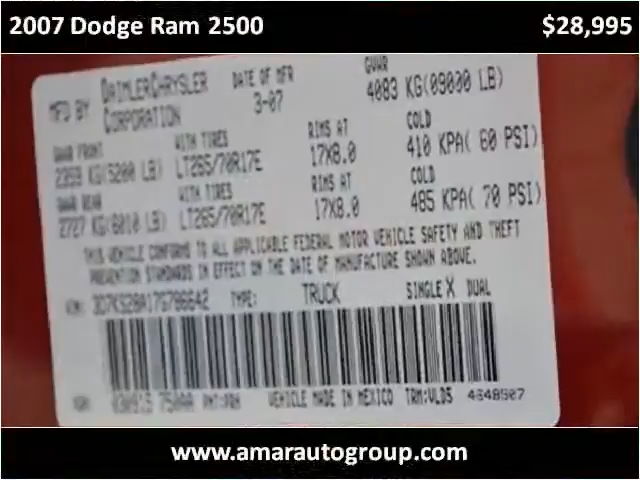 2007 Dodge Ram 2500 $28,995
MFD BY DAIMLERCHRYSLER CORPORATION DATE OF MFR 3-07 GVWR 4083 KG(09000 LB)
GAWR FRONT WITH TIRES RIMS AT COLD
2359 KG(5200 LB) LT265/70R17E 17X8.0 410 KPA( 60 PSI)
GAWR REAR WITH TIRES RIMS AT COLD
2727 KG(6010 LB) LT265/70R17E 17X8.0 485 KPA( 70 PSI)
THIS VEHICLE CONFORMS TO ALL APPLICABLE FEDERAL MOTOR VEHICLE SAFETY AND THEFT
PREVENTION STANDARDS IN EFFECT ON THE DATE OF MANUFACTURE SHOWN ABOVE.
VIN: TYPE: TRUCK SINGLE X DUAL
VEHICLE MADE IN MEXICO TRM:VLDS
www.amarautogroup.com